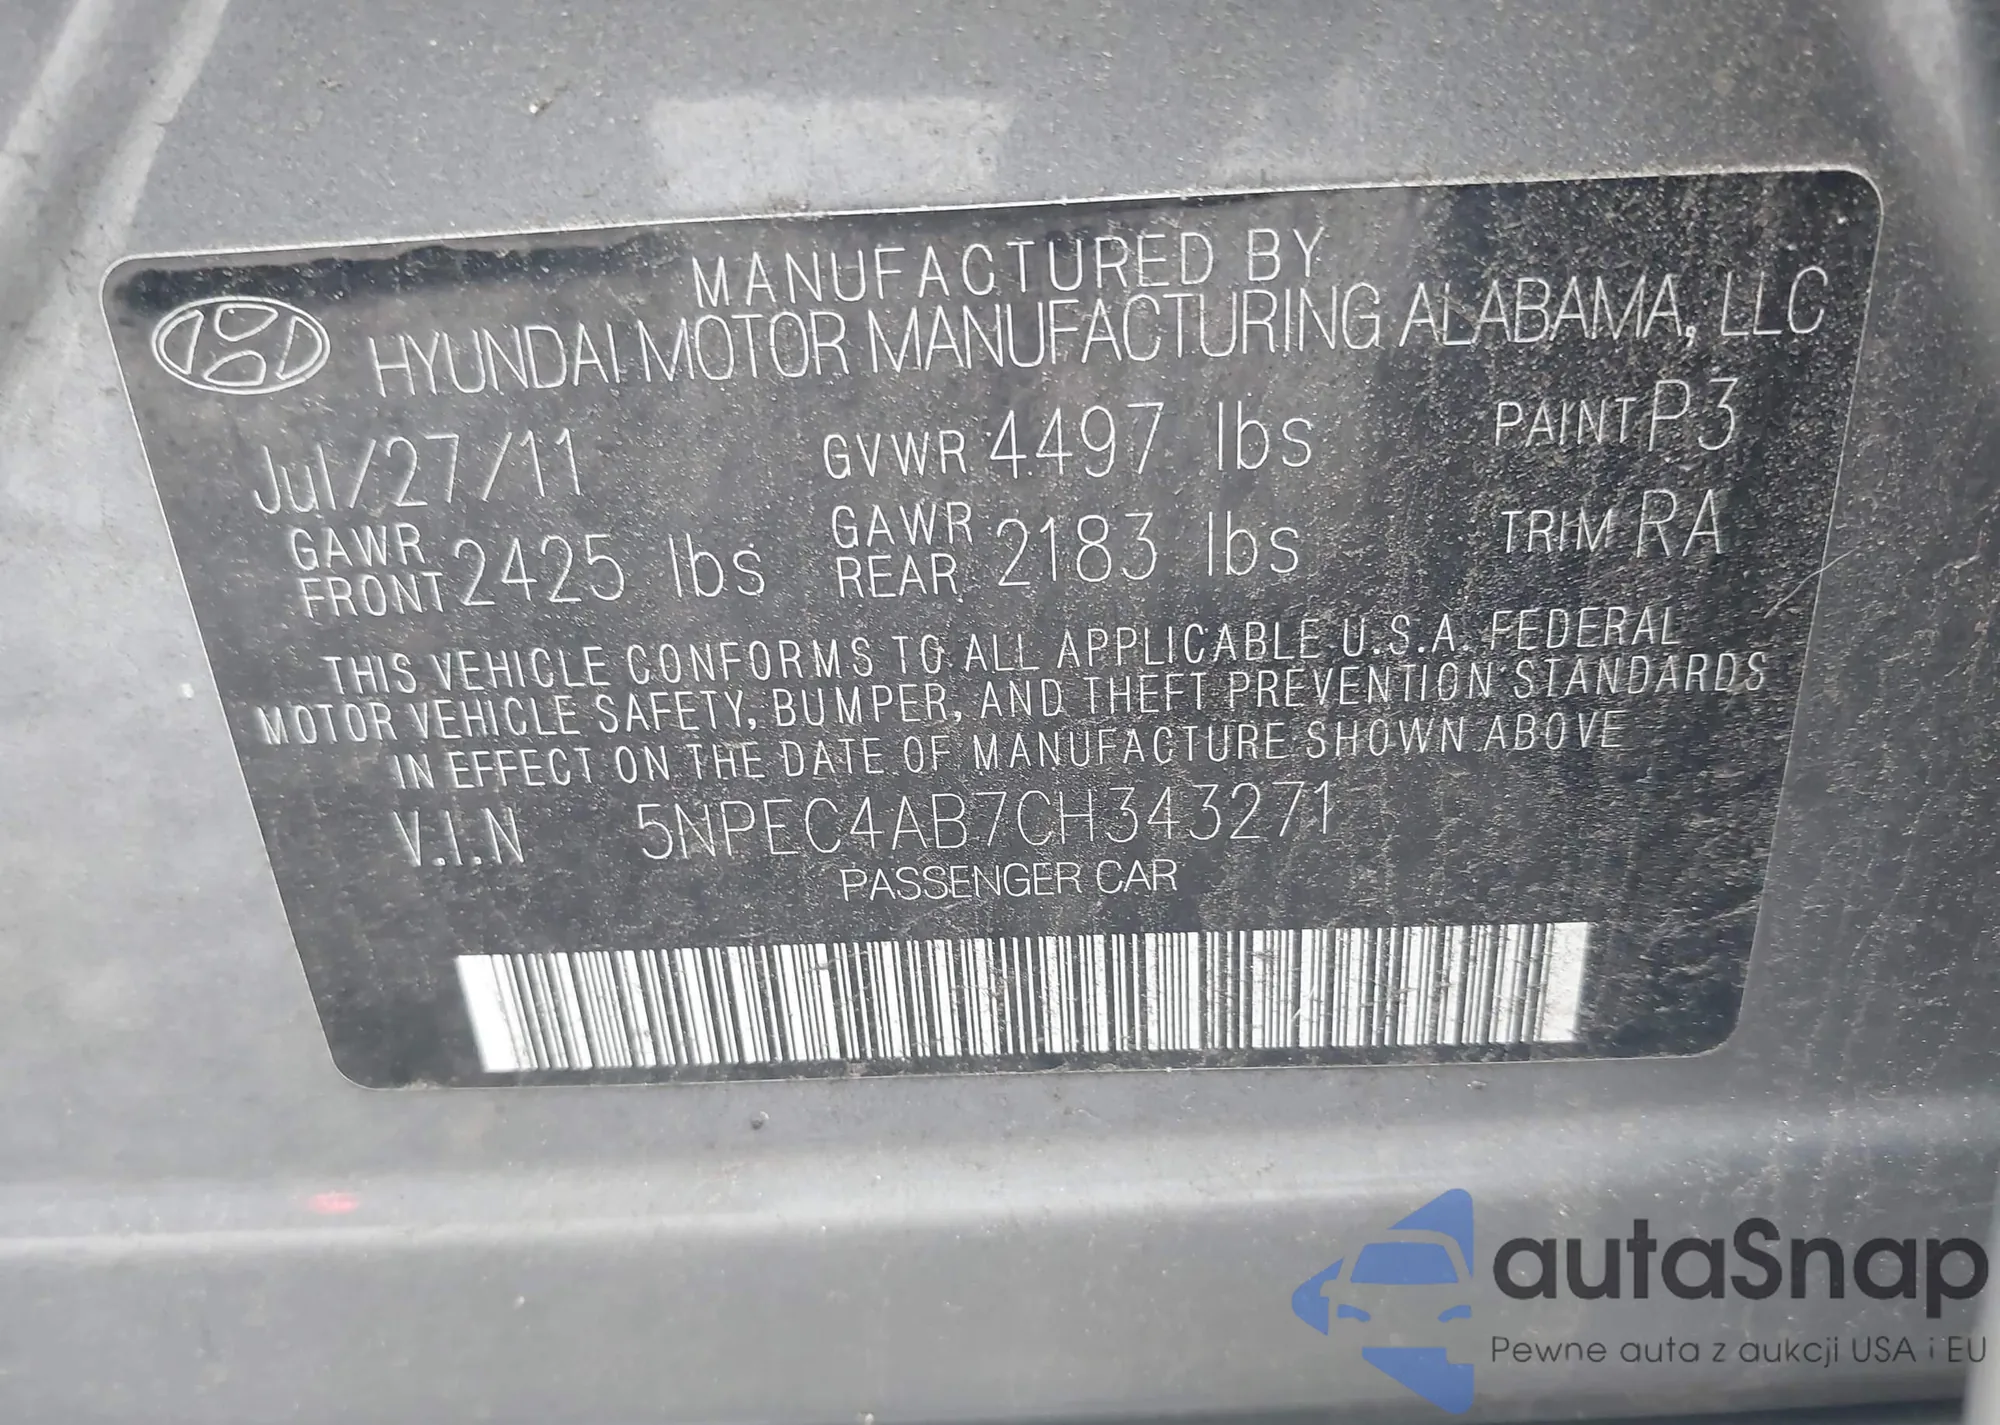 MANUFACTURED BY
HYUNDAI MOTOR MANUFACTURING ALABAMA, LLC
Jul/27/11 GVWR 4497 lbs PAINT P3
GAWR FRONT 2425 lbs GAWR REAR 2183 lbs TRIM RA
THIS VEHICLE CONFORMS TO ALL APPLICABLE U.S.A. FEDERAL
MOTOR VEHICLE SAFETY, BUMPER, AND THEFT PREVENTION STANDARDS
IN EFFECT ON THE DATE OF MANUFACTURE SHOWN ABOVE
V.I.N 5NPEC4AB7CH343271
PASSENGER CAR
autaSnap
Pewne auta z aukcji USA i EU